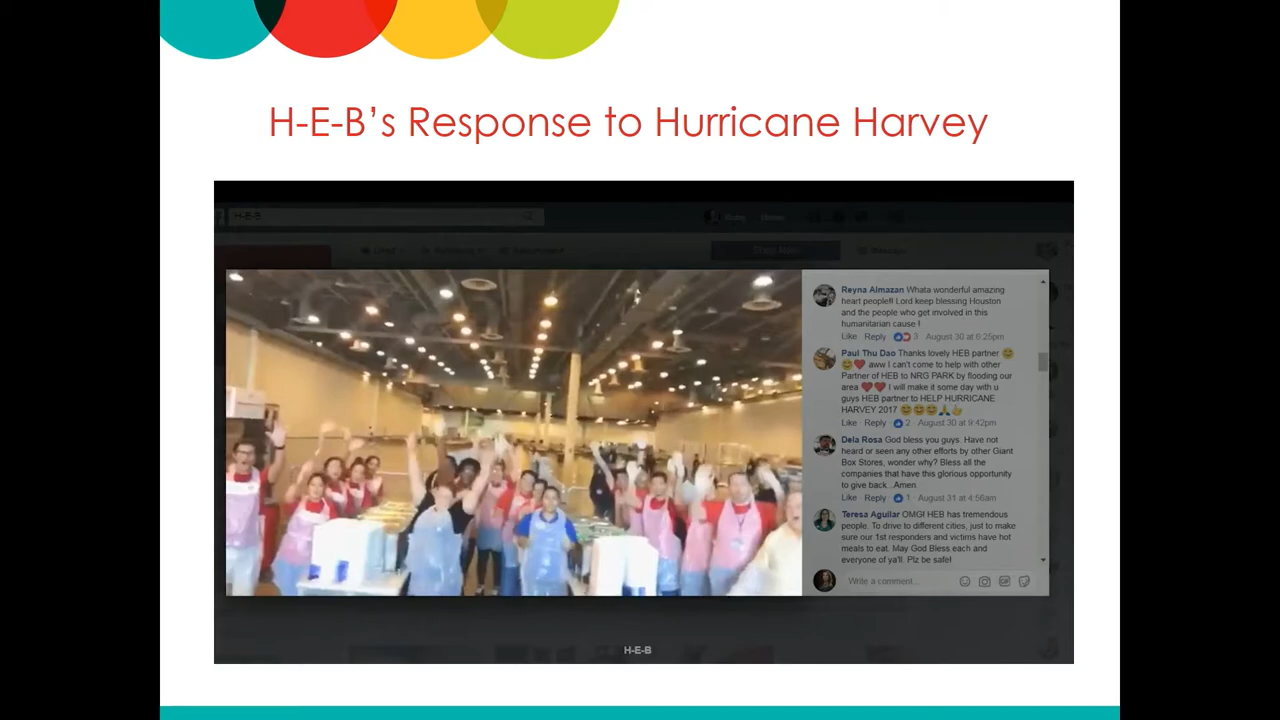 H-E-B's Response to Hurricane Harvey
H-E-B
Home
Shop Now
Reyna Almazan Whata wonderful amazing
heart people!! Lord keep blessing Houston
and the people who get involved in this
humanitarian cause !
Like Reply 3 August 30 at 6:25pm
Paul Thu Dao Thanks lovely HEB partner 😄
😄❤️ aww I can't come to help with other
Partner of HEB to NRG PARK by flooding our
area ❤️❤️ I will make it some day with u
guys HEB partner to HELP HURRICANE
HARVEY 2017 😄😄😄🙏👍
Like Reply 2 August 30 at 9:42pm
Dela Rosa God bless you guys. Have not
heard or seen any other efforts by other Giant
Box Stores, wonder why? Bless all the
companies that have this glorious opportunity
to give back...Amen.
Like Reply 1 August 31 at 4:56am
Teresa Aguilar OMG! HEB has tremendous
people. To drive to different cities, just to make
sure our 1st responders and victims have hot
meals to eat. May God Bless each and
everyone of ya'll. Plz be safe!
Write a comment...
H-E-B